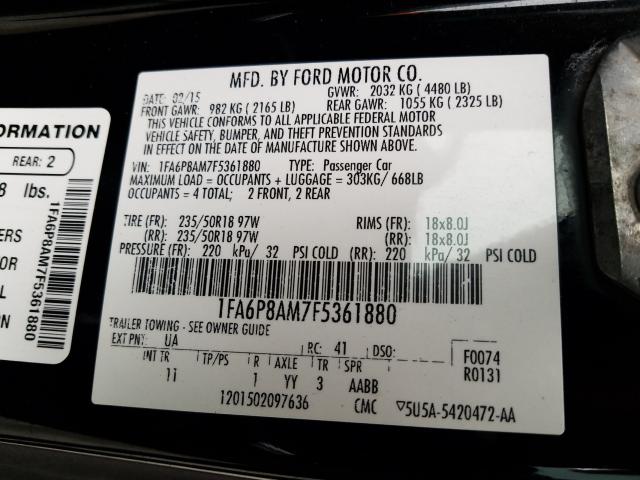 MFD. BY FORD MOTOR CO.
DATE: 02/15 GVWR: 2032 KG ( 4480 LB)
FRONT GAWR: 982 KG ( 2165 LB) REAR GAWR: 1055 KG ( 2325 LB)
THIS VEHICLE CONFORMS TO ALL APPLICABLE FEDERAL MOTOR
VEHICLE SAFETY, BUMPER, AND THEFT PREVENTION STANDARDS
IN EFFECT ON THE DATE OF MANUFACTURE SHOWN ABOVE.
VIN: 1FA6P8AM7F5361880 TYPE: Passenger Car
MAXIMUM LOAD = OCCUPANTS + LUGGAGE = 303KG/ 668LB
OCCUPANTS = 4 TOTAL; 2 FRONT, 2 REAR
TIRE (FR): 235/50R18 97W RIMS (FR): 18x8.0J
(RR): 235/50R18 97W (RR): 18x8.0J
PRESSURE (FR): 220 kPa/ 32 PSI COLD (RR): 220 kPa/ 32 PSI COLD
1FA6P8AM7F5361880
TRAILER TOWING - SEE OWNER GUIDE
EXT PNT: UA RC: 41 DSO: F0074
R0131
INT TR TP/PS R AXLE TR SPR
11 1 YY 3 AABB
1201502097636 CMC ▽5U5A-5420472-AA
FORMATION
REAR: 2
8 lbs.
1FA6P8AM7F5361880